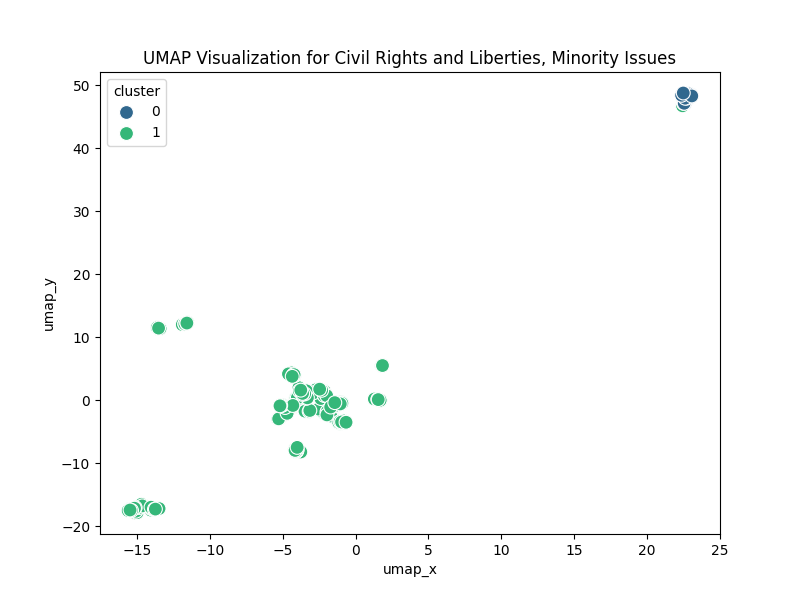 UMAP Visualization for Civil Rights and Liberties, Minority Issues
cluster
0
1
50
40
30
20
10
0
−10
−20
umap_y
−15 −10 −5 0 5 10 15 20 25
umap_x